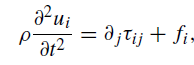 ρ ∂²uᵢ/∂t² = ∂ⱼτᵢⱼ + fᵢ,